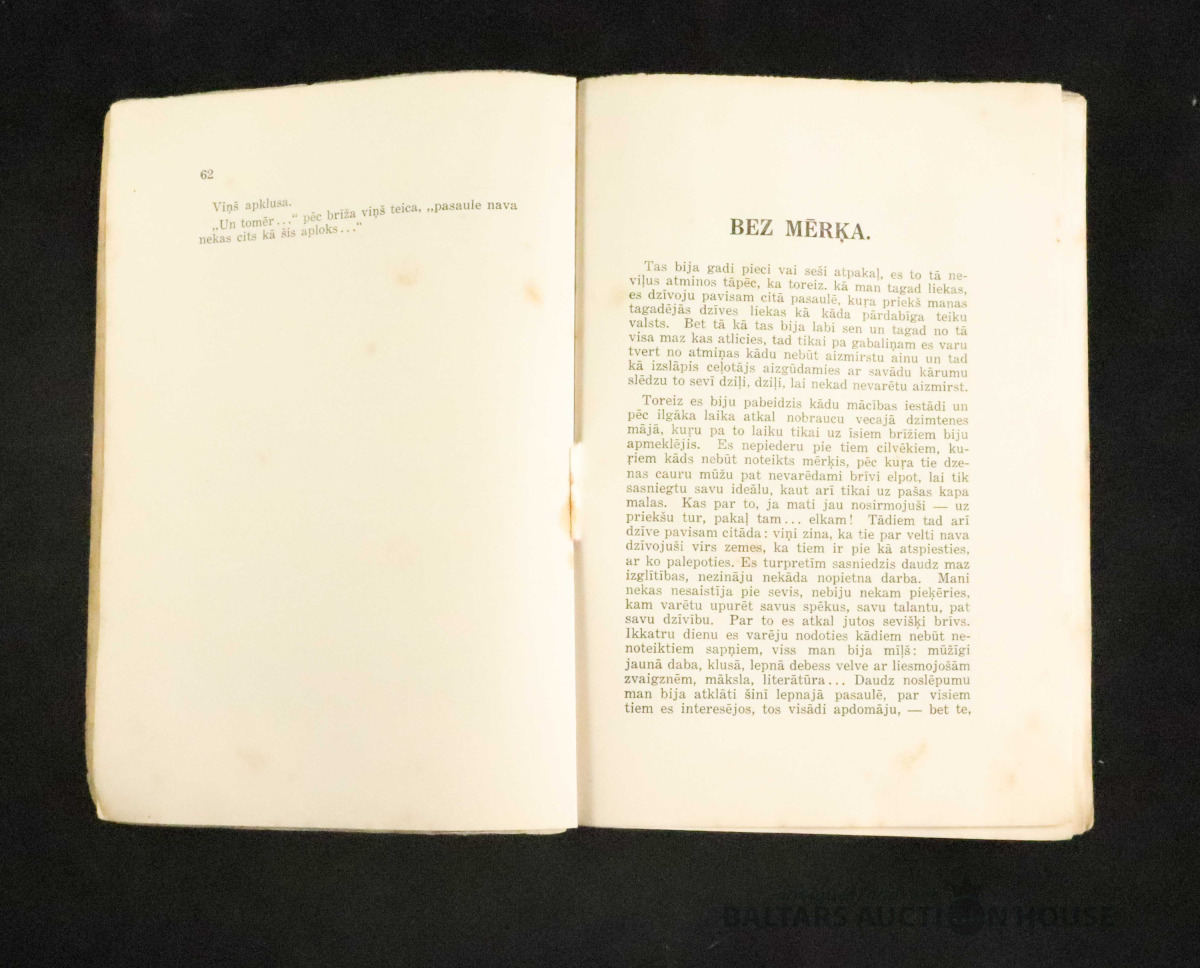 62
Viņš apklusa.
„Un tomēr...“ pēc brīža viņš teica, „pasaule nava
nekas cits kā šis aploks...“
BEZ MĒRĶA.
Tas bija gadi pieci vai seši atpakaļ, es to tā ne-
viļus atminos tāpēc, ka toreiz. kā man tagad liekas,
es dzīvoju pavisam citā pasaulē, kuŗa priekš manas
tagadējās dzīves liekas kā kāda pārdabīga teiku
valsts. Bet tā kā tas bija labi sen un tagad no tā
visa maz kas atlicies, tad tikai pa gabaliņam es varu
tvert no atmiņas kādu nebūt aizmirstu ainu un tad
kā izslāpis ceļotājs aizgūdamies ar savādu kārumu
slēdzu to sevī dziļi, dziļi, lai nekad nevarētu aizmirst.
Toreiz es biju pabeidzis kādu mācības iestādi un
pēc ilgāka laika atkal nobraucu vecajā dzimtenes
mājā, kuŗu pa to laiku tikai uz īsiem brīžiem biju
apmeklējis. Es nepiederu pie tiem cilvēkiem, ku-
ŗiem kāds nebūt noteikts mērķis, pēc kuŗa tie dze-
nas cauru mūžu pat nevarēdami brīvi elpot, lai tik
sasniegtu savu ideālu, kaut arī tikai uz pašas kapa
malas. Kas par to, ja mati jau nosirmojuši — uz
priekšu tur, pakaļ tam... elkam! Tādiem tad arī
dzīve pavisam citāda: viņi zina, ka tie par velti nava
dzīvojuši virs zemes, ka tiem ir pie kā atspiesties,
ar ko palepoties. Es turpretīm sasniedzis daudz maz
izglītības, nezināju nekāda nopietna darba. Mani
nekas nesaistīja pie sevis, nebiju nekam pieķēries,
kam varētu upurēt savus spēkus, savu talantu, pat
savu dzīvību. Par to es atkal jutos sevišķi brīvs.
Ikkatru dienu es varēju nodoties kādiem nebūt ne-
noteiktiem sapņiem, viss man bija mīļš: mūžīgi
jaunā daba, klusā, lepnā debess velve ar liesmojošām
zvaigznēm, māksla, literātūra... Daudz noslēpumu
man bija atklāti šinī lepnajā pasaulē, par visiem
tiem es interesējos, tos visādi apdomāju, — bet te,
BALTARS AUCTION HOUSE